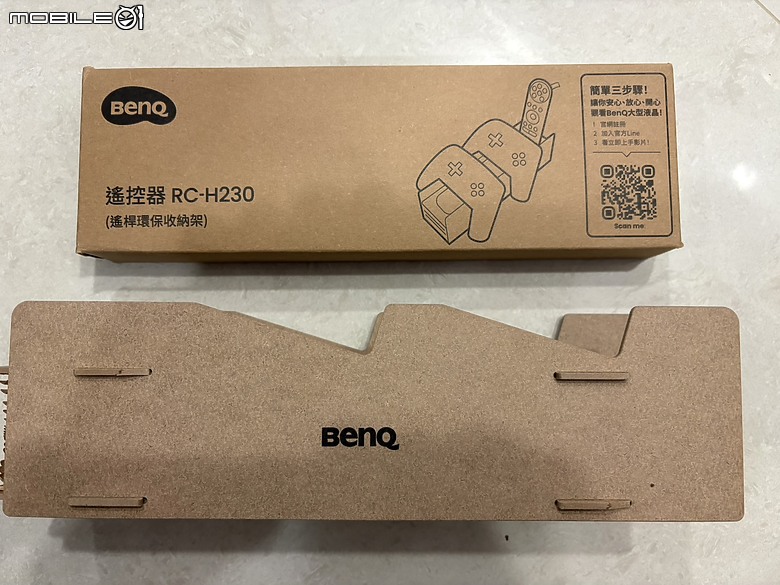 MOBILE01
BenQ
遙控器 RC-H230
(遙桿環保收納架)
簡單三步驟!
讓你安心、放心、開心
觀看BenQ大型液晶!
1 官網註冊
2 加入官方Line
3 看立即上手影片!
Scan me
BenQ